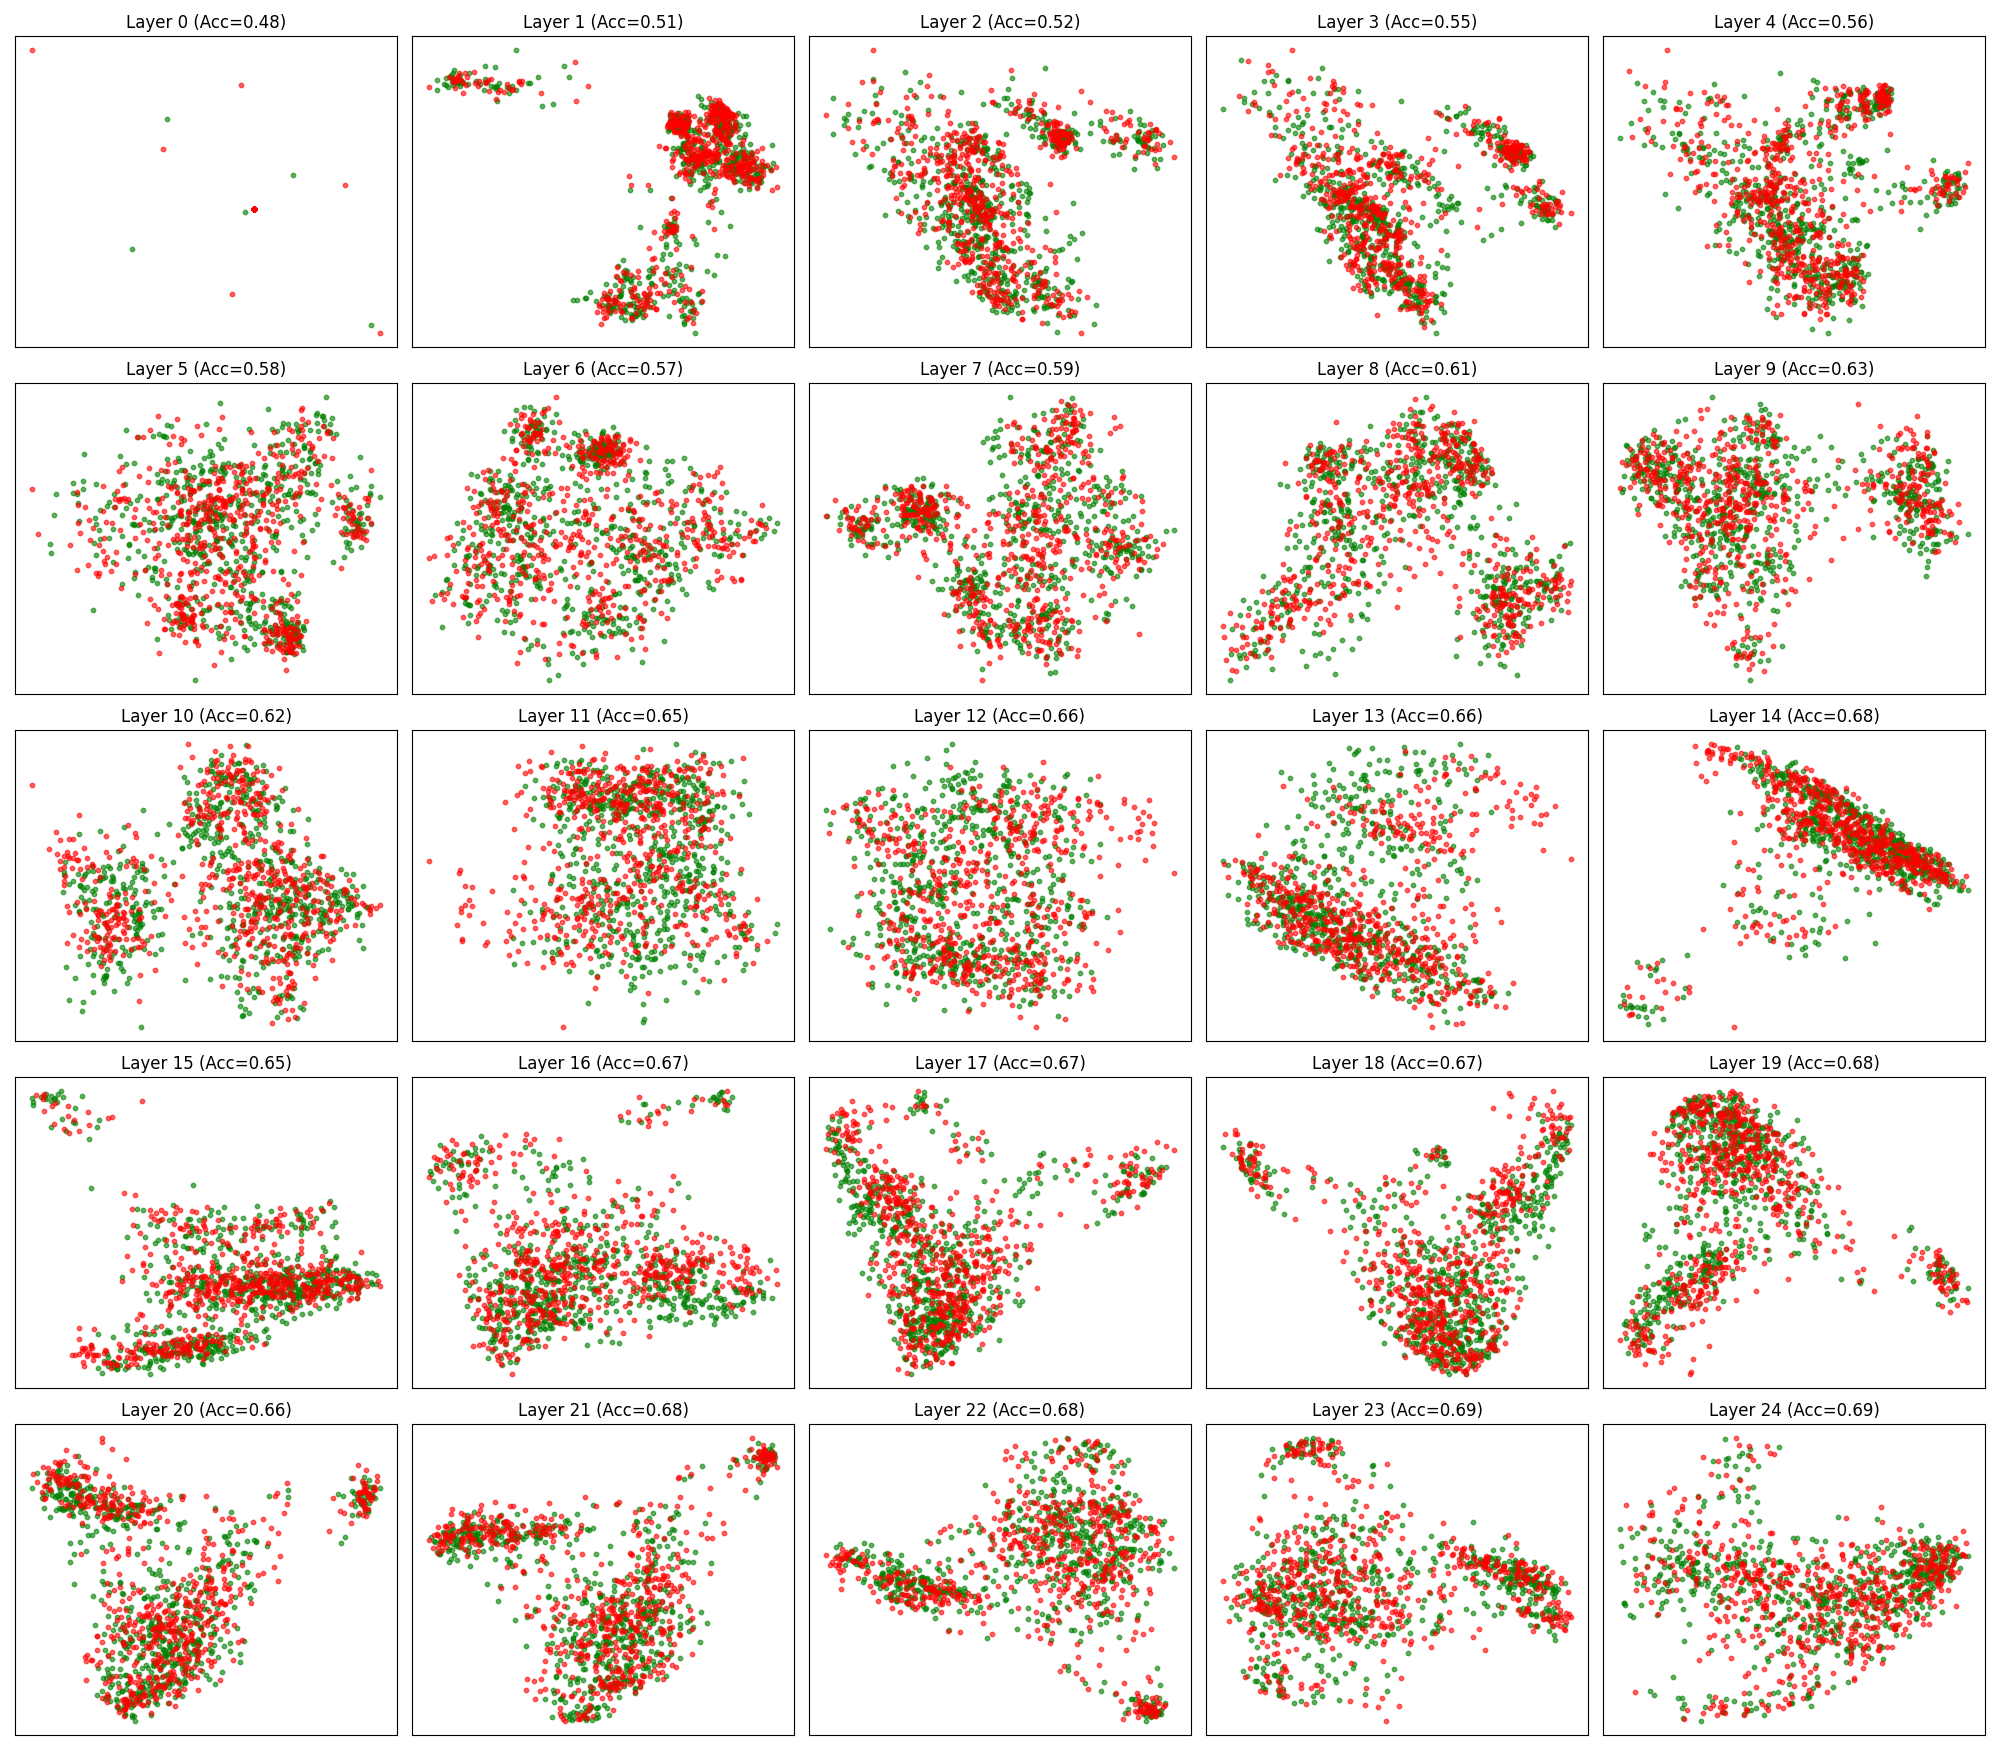 Layer 0 (Acc=0.48)
Layer 1 (Acc=0.51)
Layer 2 (Acc=0.52)
Layer 3 (Acc=0.55)
Layer 4 (Acc=0.56)
Layer 5 (Acc=0.58)
Layer 6 (Acc=0.57)
Layer 7 (Acc=0.59)
Layer 8 (Acc=0.61)
Layer 9 (Acc=0.63)
Layer 10 (Acc=0.62)
Layer 11 (Acc=0.65)
Layer 12 (Acc=0.66)
Layer 13 (Acc=0.66)
Layer 14 (Acc=0.68)
Layer 15 (Acc=0.65)
Layer 16 (Acc=0.67)
Layer 17 (Acc=0.67)
Layer 18 (Acc=0.67)
Layer 19 (Acc=0.68)
Layer 20 (Acc=0.66)
Layer 21 (Acc=0.68)
Layer 22 (Acc=0.68)
Layer 23 (Acc=0.69)
Layer 24 (Acc=0.69)